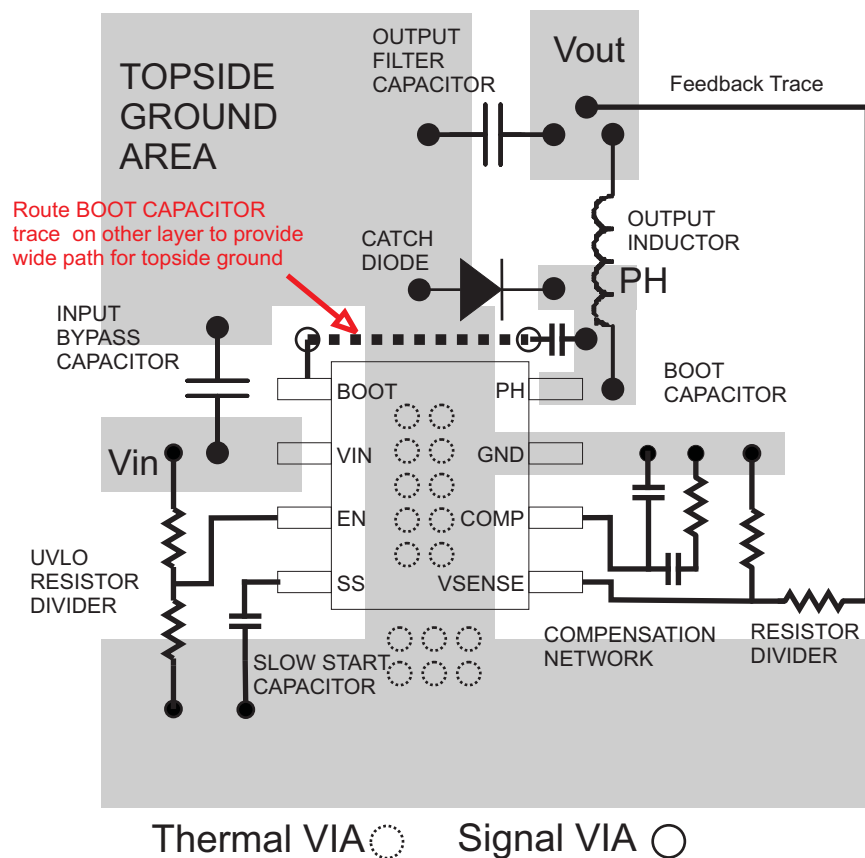 OUTPUT
FILTER
CAPACITOR
Vout
Feedback Trace
TOPSIDE
GROUND
AREA
Route BOOT CAPACITOR
trace on other layer to provide
wide path for topside ground
CATCH
DIODE
OUTPUT
INDUCTOR
PH
INPUT
BYPASS
CAPACITOR
BOOT
CAPACITOR
BOOT
PH
Vin
VIN
GND
EN
COMP
UVLO
RESISTOR
DIVIDER
SS
VSENSE
SLOW START
CAPACITOR
COMPENSATION
NETWORK
RESISTOR
DIVIDER
Thermal VIA
Signal VIA